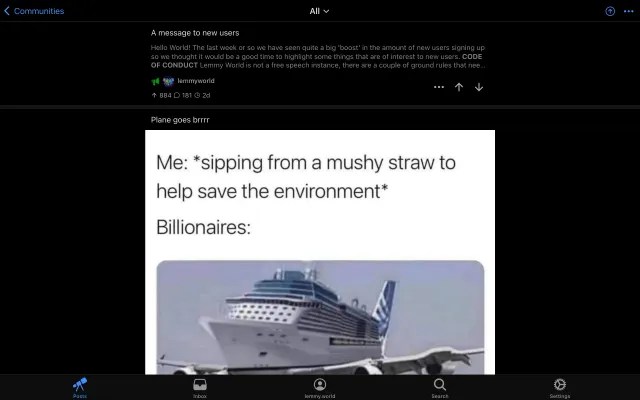 Communities
All
A message to new users
Hello World! The last week or so we have seen quite a big 'boost' in the amount of new users signing up
so we thought it would be a good time to highlight some things that are of interest to new users. CODE
OF CONDUCT Lemmy World is not a free speech instance, there are a couple of ground rules that nee...
lemmyworld
884 181 2d
Plane goes brrrr
Me: *sipping from a mushy straw to
help save the environment*
Billionaires:
Posts
Inbox
lemmy.world
Search
Settings